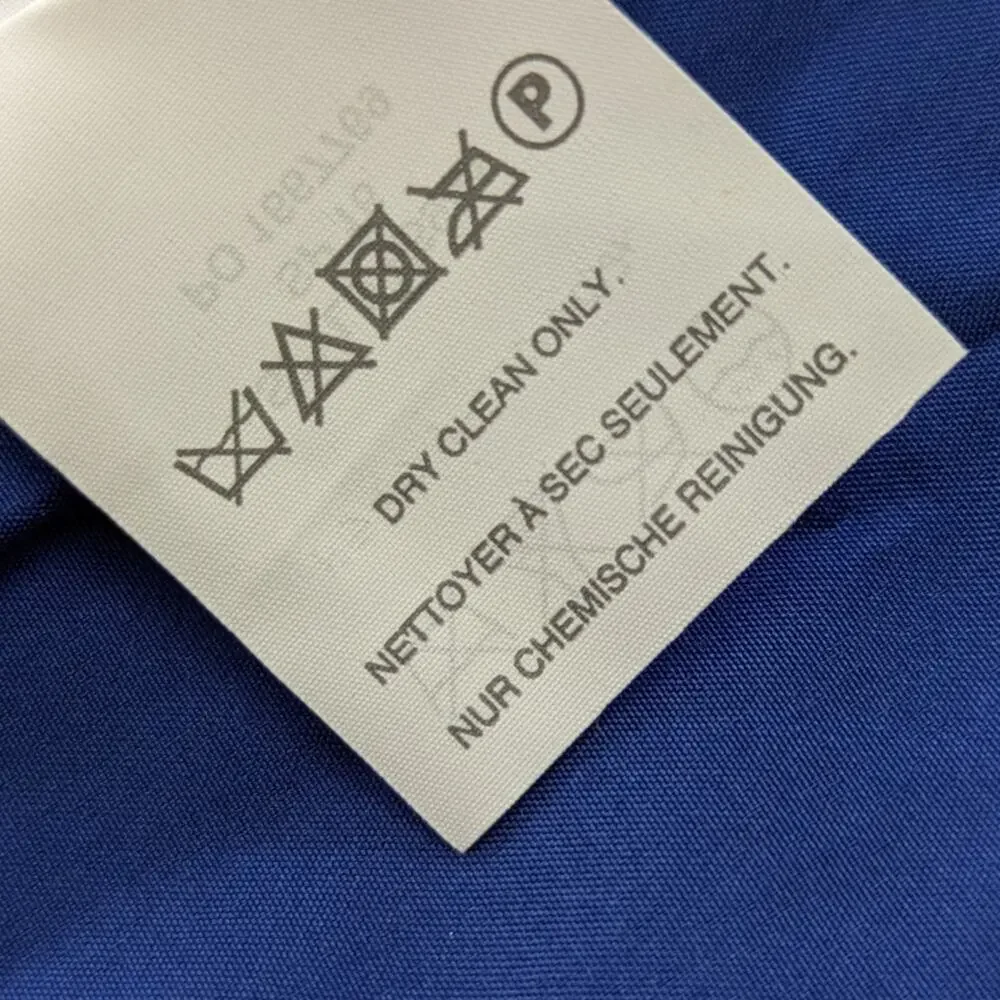 P
DRY CLEAN ONLY.
NETTOYER À SEC SEULEMENT.
NUR CHEMISCHE REINIGUNG.